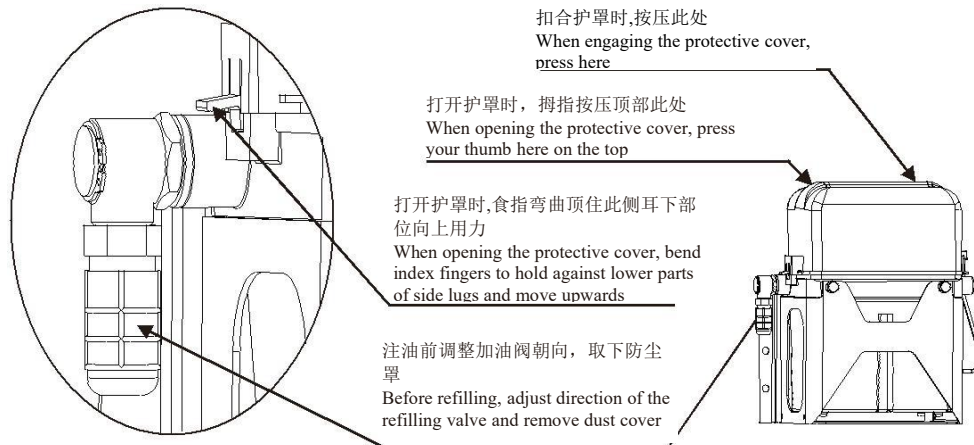 扣合护罩时,按压此处
When engaging the protective cover,
press here
打开护罩时，拇指按压顶部此处
When opening the protective cover, press
your thumb here on the top
打开护罩时,食指弯曲顶住此侧耳下部
位向上用力
When opening the protective cover, bend
index fingers to hold against lower parts
of side lugs and move upwards
注油前调整加油阀朝向，取下防尘
罩
Before refilling, adjust direction of the
refilling valve and remove dust cover